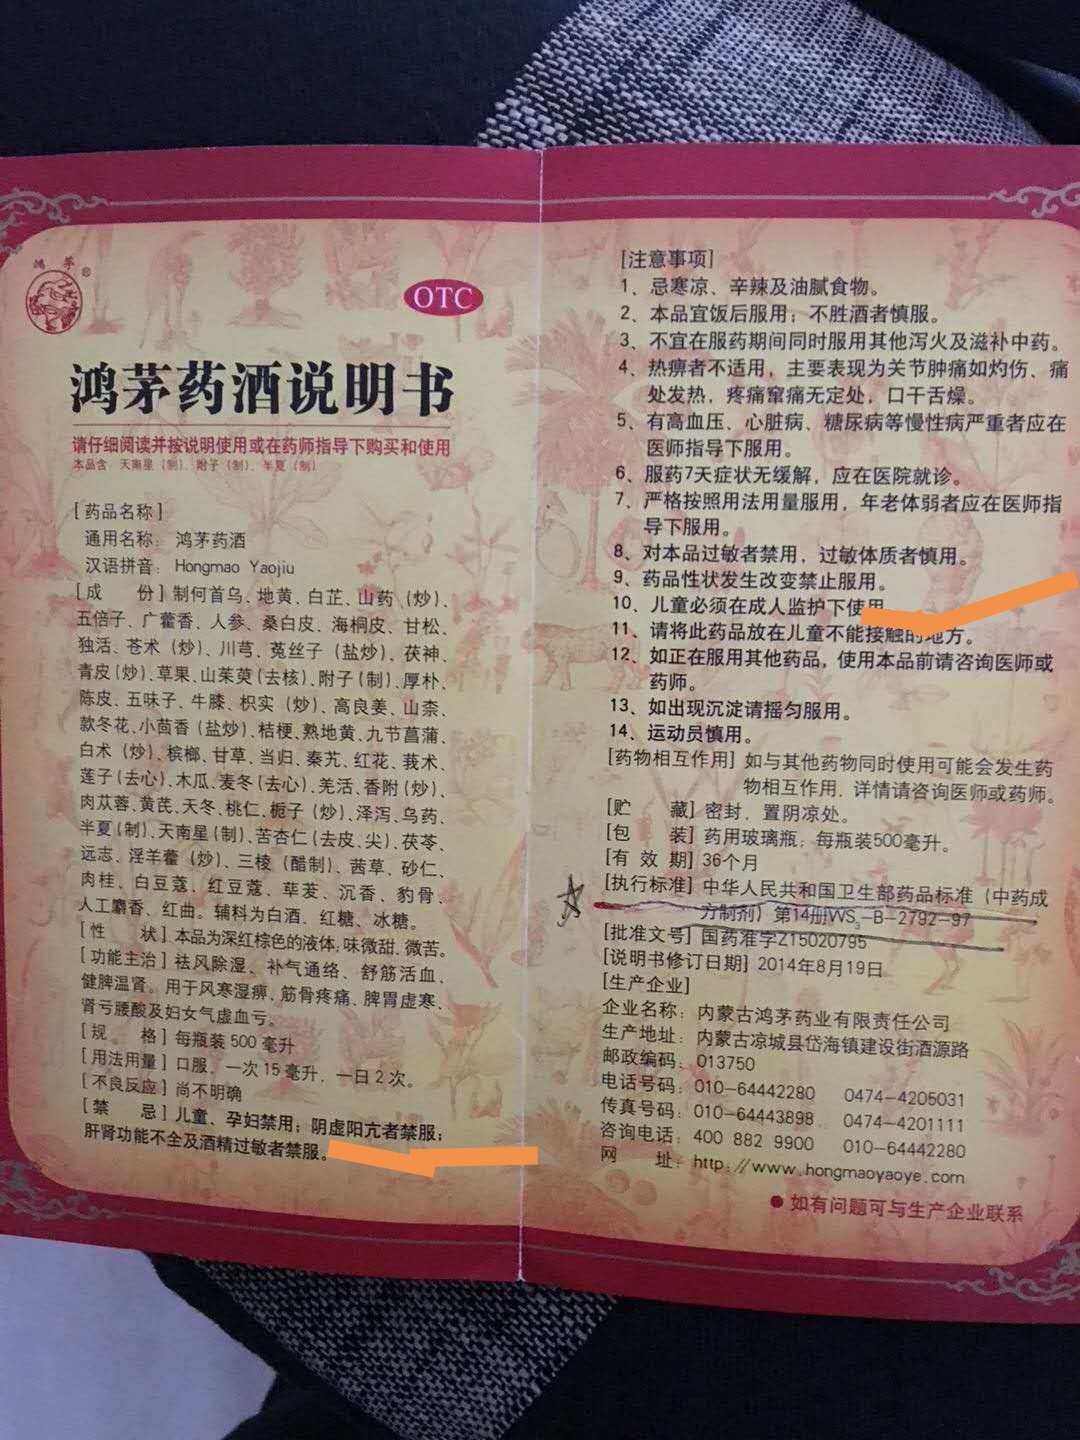 鸿茅®
OTC
鸿茅药酒说明书
请仔细阅读并按说明使用或在药师指导下购买和使用
本品含：天南星（制）、附子（制）、半夏（制）
[药品名称]
通用名称：鸿茅药酒
汉语拼音：Hongmao Yaojiu
[成　份]制何首乌、地黄、白芷、山药（炒）、
五倍子、广藿香、人参、桑白皮、海桐皮、甘松、
独活、苍术（炒）、川芎、菟丝子（盐炒）、茯神、
青皮(炒)、草果、山茱萸(去核)、附子(制)、厚朴、
陈皮、五味子、牛膝、枳实（炒）、高良姜、山柰、
款冬花、小茴香(盐炒)、桔梗、熟地黄、九节菖蒲、
白术（炒）、槟榔、甘草、当归、秦艽、红花、莪术、
莲子(去心)、木瓜、麦冬(去心)、羌活、香附(炒)、
肉苁蓉、黄芪、天冬、桃仁、栀子（炒）、泽泻、乌药、
半夏(制)、天南星(制)、苦杏仁(去皮、尖)、茯苓、
远志、淫羊藿（炒）、三棱（醋制）、茜草、砂仁、
肉桂、白豆蔻、红豆蔻、荜茇、沉香、豹骨、
人工麝香、红曲。辅料为白酒、红糖、冰糖。
[性　状]本品为深红棕色的液体；味微甜、微苦。
[功能主治]祛风除湿、补气通络、舒筋活血、
健脾温肾。用于风寒湿痹，筋骨疼痛、脾胃虚寒、
肾亏腰酸及妇女气虚血亏。
[规　格]每瓶装500毫升
[用法用量]口服，一次15毫升，一日2次。
[不良反应]尚不明确
[禁　忌]儿童、孕妇禁用；阴虚阳亢者禁服；
肝肾功能不全及酒精过敏者禁服。
[注意事项]
1、忌寒凉、辛辣及油腻食物。
2、本品宜饭后服用；不胜酒者慎服。
3、不宜在服药期间同时服用其他泻火及滋补中药。
4、热痹者不适用，主要表现为关节肿痛如灼伤、痛
处发热，疼痛窜痛无定处，口干舌燥。
5、有高血压、心脏病、糖尿病等慢性病严重者应在
医师指导下服用。
6、服药7天症状无缓解，应在医院就诊。
7、严格按照用法用量服用，年老体弱者应在医师指
导下服用。
8、对本品过敏者禁用，过敏体质者慎用。
9、药品性状发生改变禁止服用。
10、儿童必须在成人监护下使用
11、请将此药品放在儿童不能接触的地方。
12、如正在服用其他药品，使用本品前请咨询医师或
药师。
13、如出现沉淀请摇匀服用。
14、运动员慎用。
[药物相互作用]如与其他药物同时使用可能会发生药
物相互作用，详情请咨询医师或药师。
[贮　藏]密封，置阴凉处。
[包　装]药用玻璃瓶；每瓶装500毫升。
[有 效 期]36个月
[执行标准]中华人民共和国卫生部药品标准（中药成
方制剂）第14册WS₃-B-2792-97
[批准文号]国药准字Z15020795
[说明书修订日期]2014年8月19日
[生产企业]
企业名称：内蒙古鸿茅药业有限责任公司
生产地址：内蒙古凉城县岱海镇建设街酒源路
邮政编码：013750
电话号码：010-64442280　0474-4205031
传真号码：010-64443898　0474-4201111
咨询电话：400 882 9900　010-64442280
网　址：http://www.hongmaoyaoye.com
●如有问题可与生产企业联系